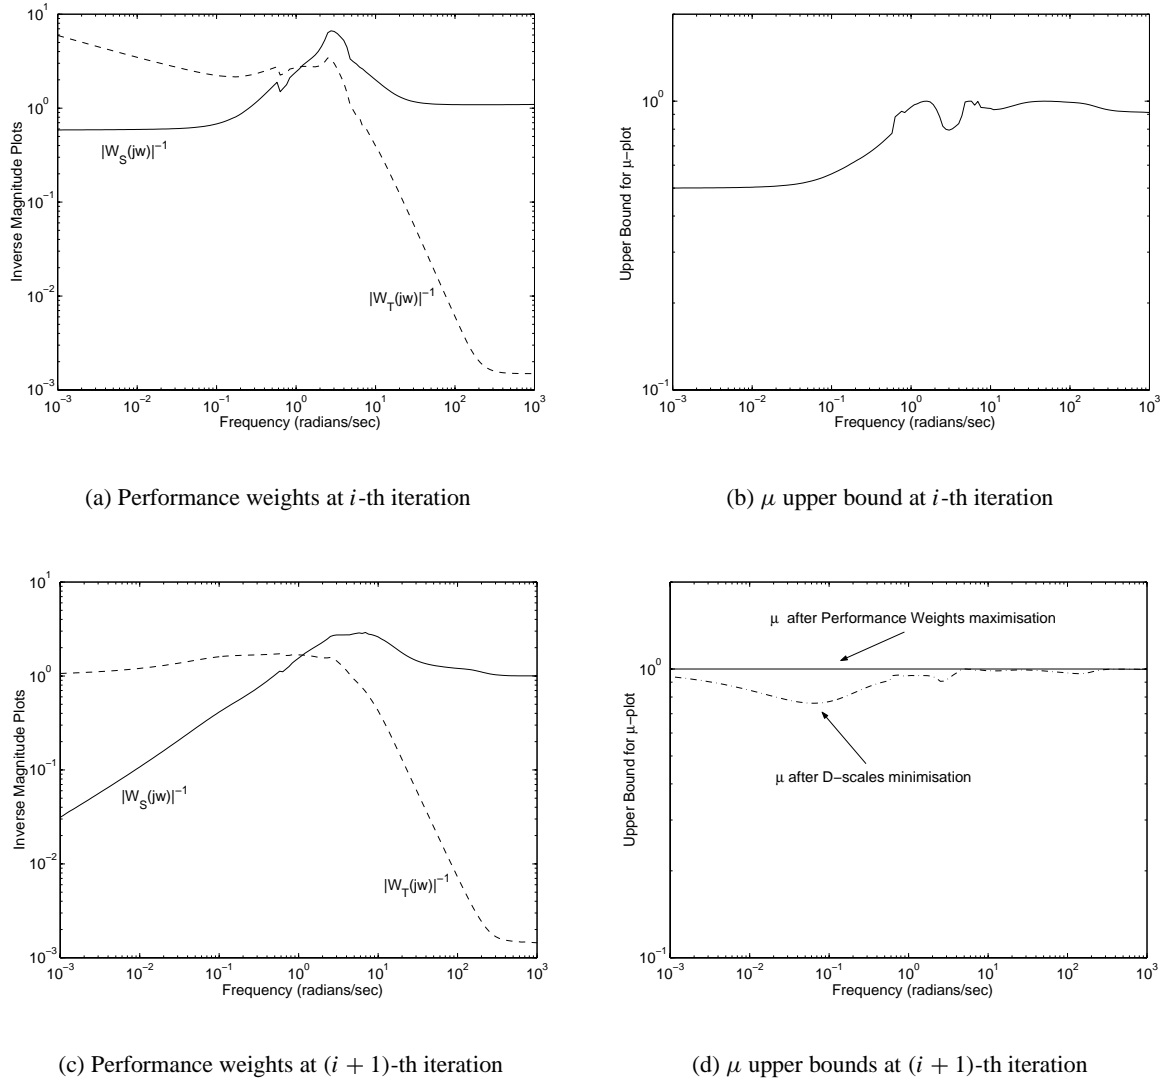 10^1
10^0
10^−1
10^−2
10^−3
Inverse Magnitude Plots
|W_S(jw)|^−1
|W_T(jw)|^−1
10^−3 10^−2 10^−1 10^0 10^1 10^2 10^3
Frequency (radians/sec)
(a) Performance weights at i-th iteration
10^0
10^−1
Upper Bound for μ−plot
10^−3 10^−2 10^−1 10^0 10^1 10^2 10^3
Frequency (radians/sec)
(b) μ upper bound at i-th iteration
10^1
10^0
10^−1
10^−2
10^−3
Inverse Magnitude Plots
|W_S(jw)|^−1
|W_T(jw)|^−1
10^−3 10^−2 10^−1 10^0 10^1 10^2 10^3
Frequency (radians/sec)
(c) Performance weights at (i + 1)-th iteration
10^0
10^−1
Upper Bound for μ−plot
μ after Performance Weights maximisation
μ after D−scales minimisation
10^−3 10^−2 10^−1 10^0 10^1 10^2 10^3
Frequency (radians/sec)
(d) μ upper bounds at (i + 1)-th iteration